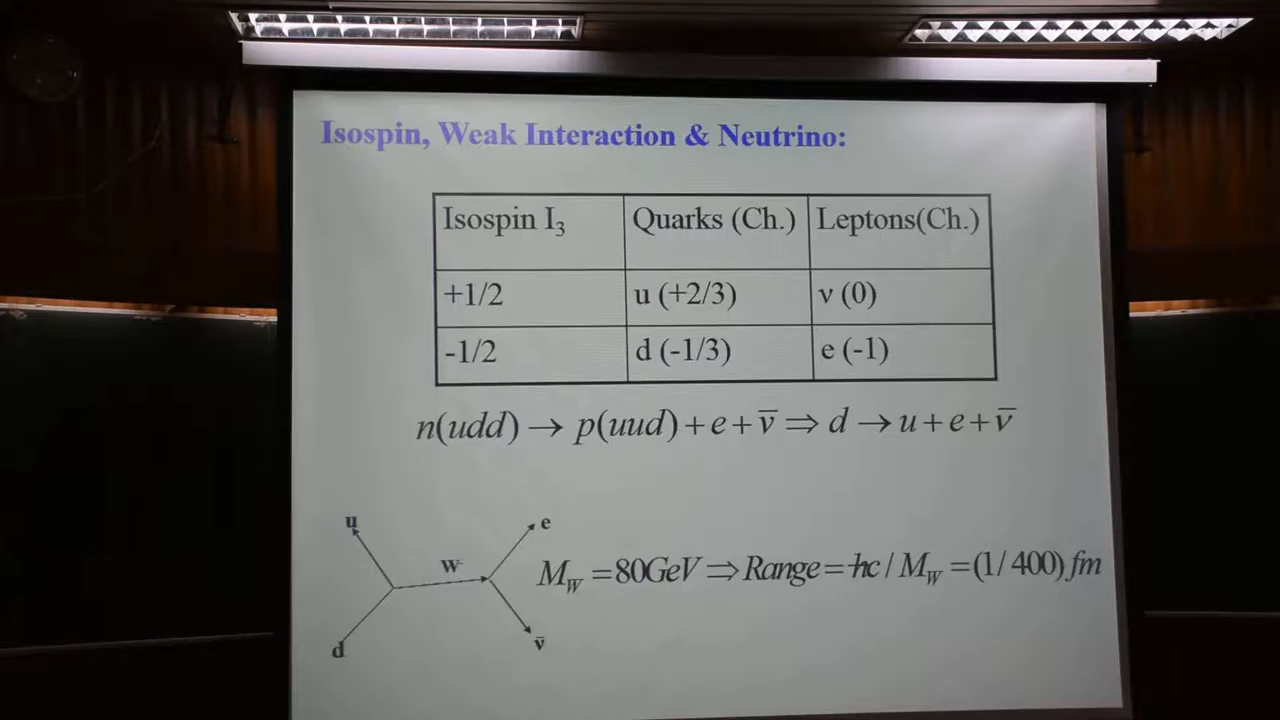 Isospin, Weak Interaction & Neutrino:
Isospin I₃ Quarks (Ch.) Leptons(Ch.)
+1/2 u (+2/3) ν (0)
-1/2 d (-1/3) e (-1)
n(udd) → p(uud) + e + ν̅ ⇒ d → u + e + ν̅
u
e
W-
M_W = 80GeV ⇒ Range = ħc / M_W = (1/400) fm
d
ν̅